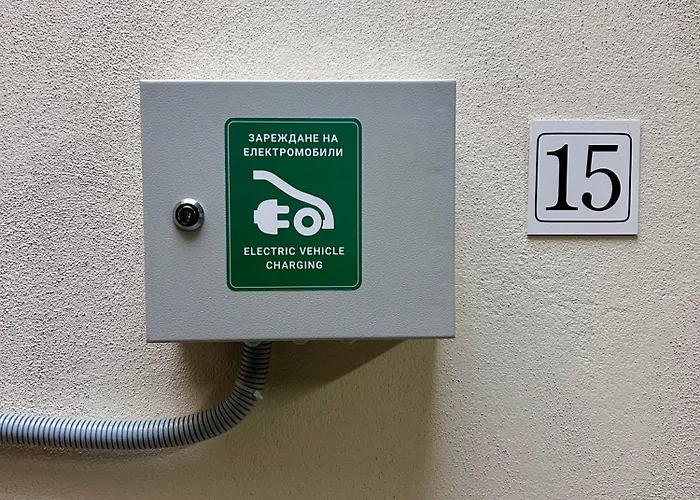 ЗАРЕЖДАНЕ НА
ЕЛЕКТРОМОБИЛИ
ELECTRIC VEHICLE
CHARGING
15